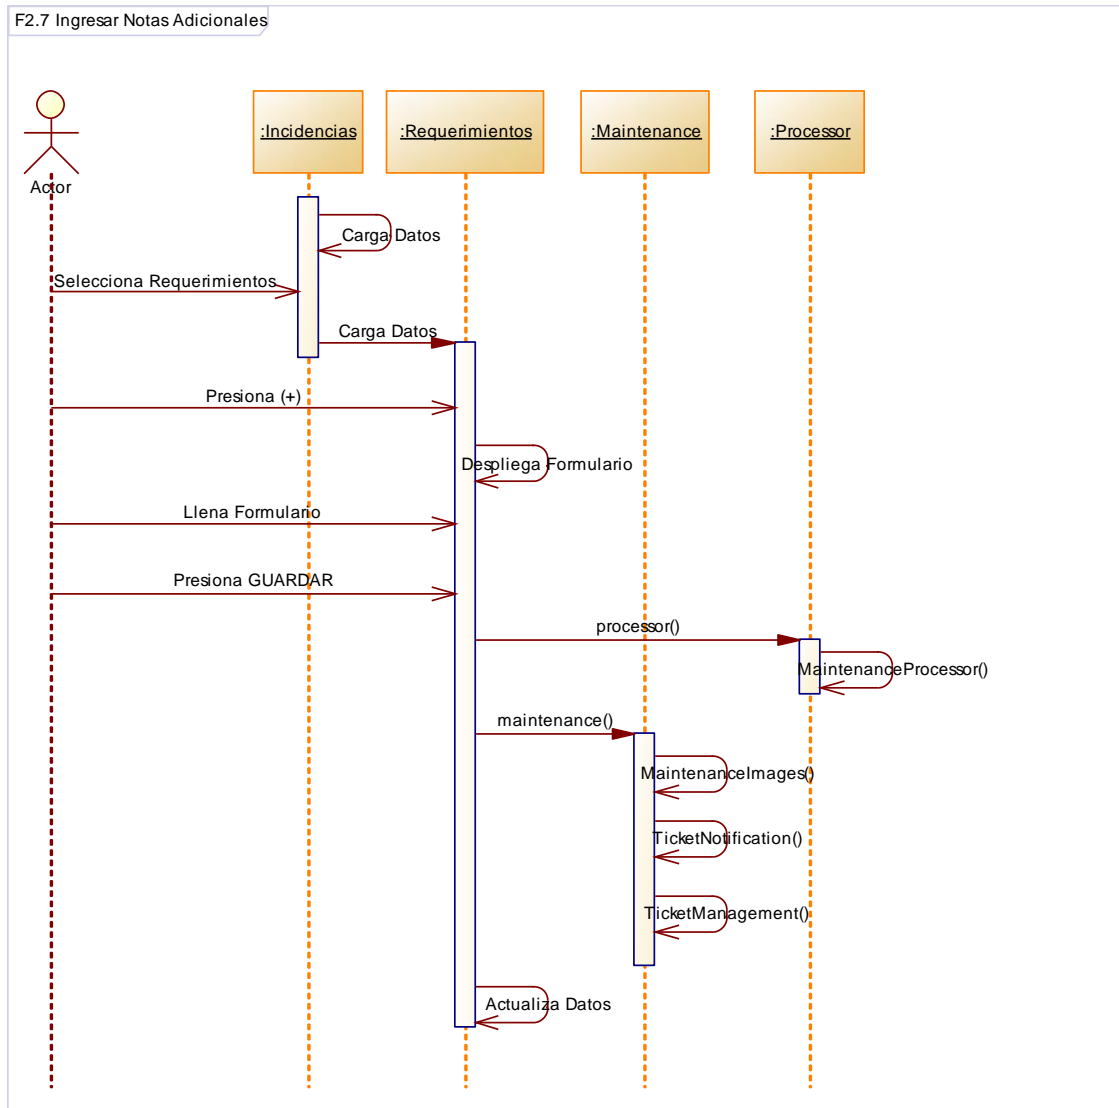 F2.7 Ingresar Notas Adicionales
:Incidencias
:Requerimientos
:Maintenance
:Processor
Actor
Carga Datos
Selecciona Requerimientos
Carga Datos
Presiona (+)
Despliega Formulario
Llena Formulario
Presiona GUARDAR
processor()
MaintenanceProcessor()
maintenance()
MaintenanceImages()
TicketNotification()
TicketManagement()
Actualiza Datos